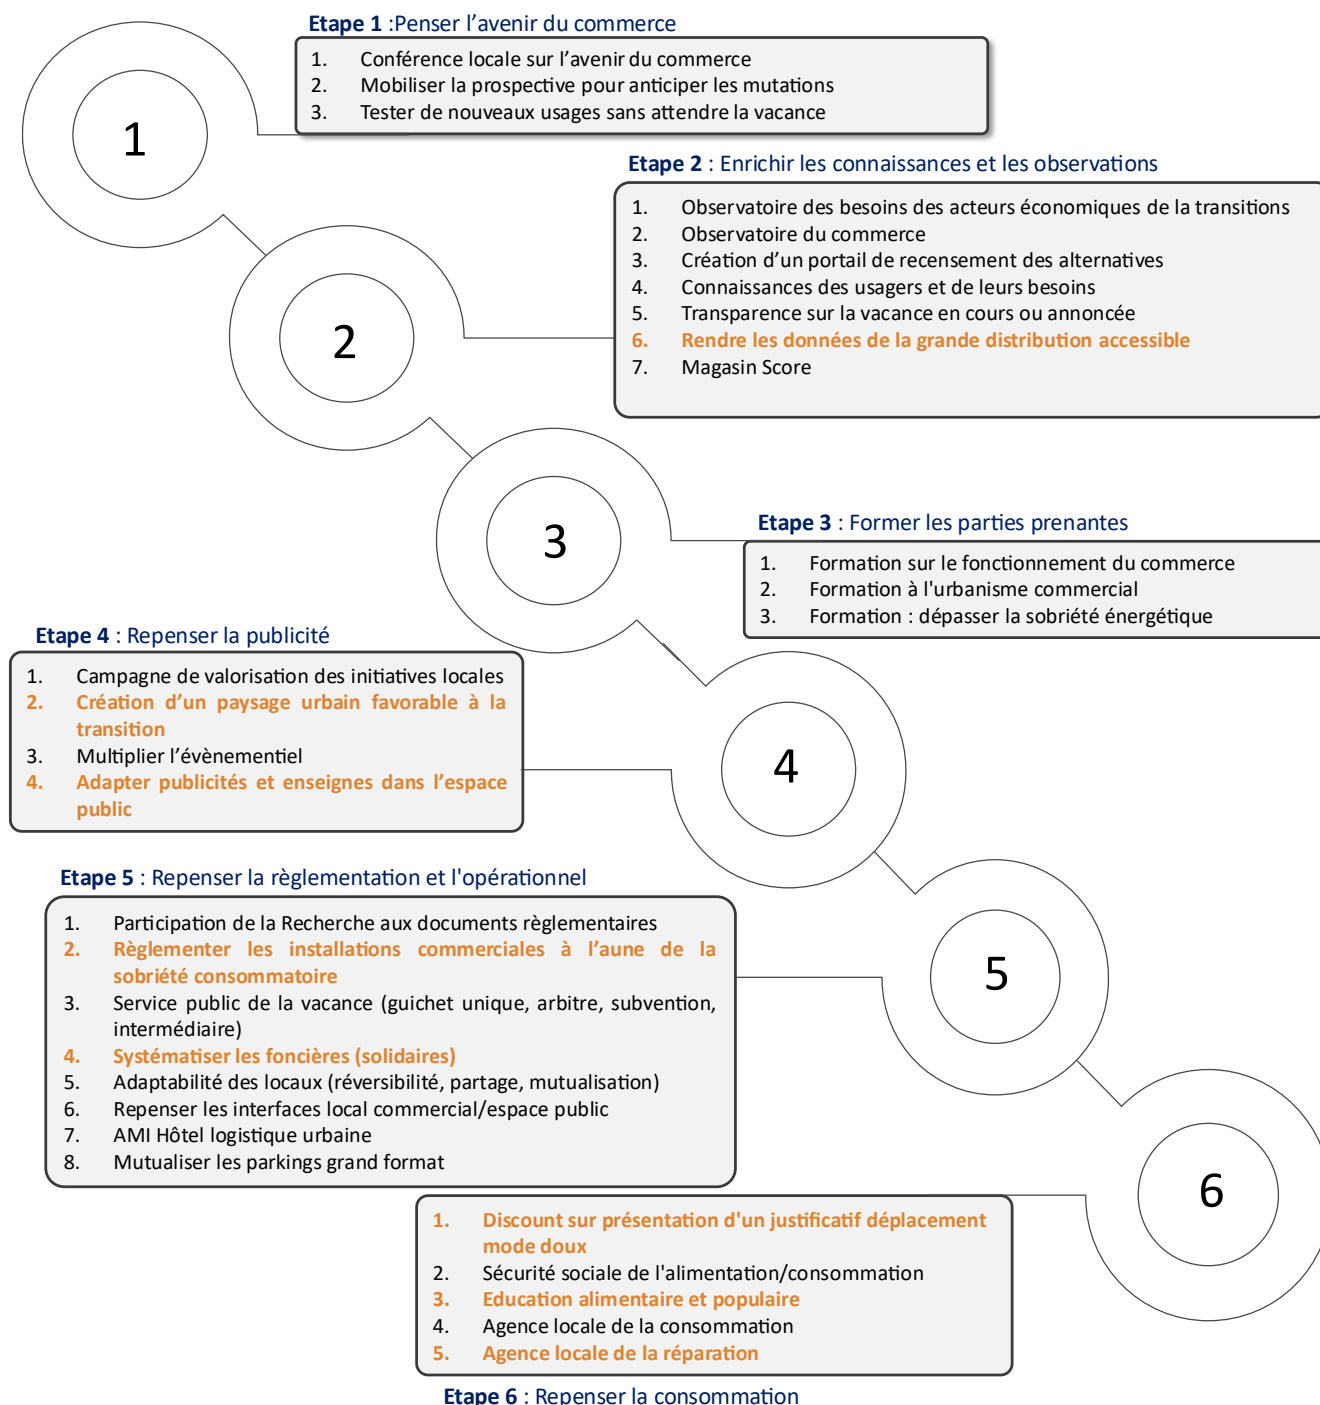 Etape 1 :Penser l’avenir du commerce
1. Conférence locale sur l’avenir du commerce
2. Mobiliser la prospective pour anticiper les mutations
3. Tester de nouveaux usages sans attendre la vacance
1
Etape 2 : Enrichir les connaissances et les observations
1. Observatoire des besoins des acteurs économiques de la transitions
2. Observatoire du commerce
3. Création d’un portail de recensement des alternatives
4. Connaissances des usagers et de leurs besoins
5. Transparence sur la vacance en cours ou annoncée
6. Rendre les données de la grande distribution accessible
7. Magasin Score
2
Etape 3 : Former les parties prenantes
1. Formation sur le fonctionnement du commerce
2. Formation à l'urbanisme commercial
3. Formation : dépasser la sobriété énergétique
3
Etape 4 : Repenser la publicité
1. Campagne de valorisation des initiatives locales
2. Création d’un paysage urbain favorable à la
transition
3. Multiplier l’évènementiel
4. Adapter publicités et enseignes dans l’espace
public
4
Etape 5 : Repenser la règlementation et l'opérationnel
1. Participation de la Recherche aux documents règlementaires
2. Règlementer les installations commerciales à l’aune de la
sobriété consommatoire
3. Service public de la vacance (guichet unique, arbitre, subvention,
intermédiaire)
4. Systématiser les foncières (solidaires)
5. Adaptabilité des locaux (réversibilité, partage, mutualisation)
6. Repenser les interfaces local commercial/espace public
7. AMI Hôtel logistique urbaine
8. Mutualiser les parkings grand format
5
6
1. Discount sur présentation d'un justificatif déplacement
mode doux
2. Sécurité sociale de l'alimentation/consommation
3. Education alimentaire et populaire
4. Agence locale de la consommation
5. Agence locale de la réparation
Etape 6 : Repenser la consommation